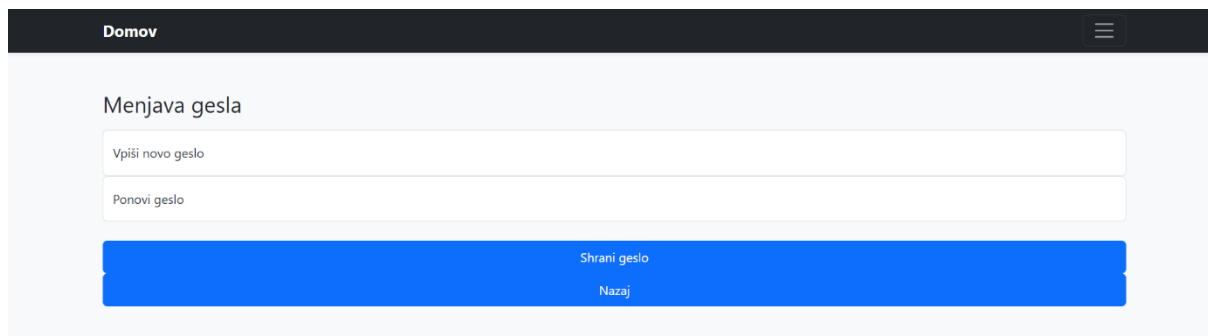 Domov
Menjava gesla
Vpiši novo geslo
Ponovi geslo
Shrani geslo
Nazaj